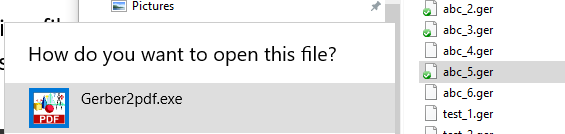 Pictures
How do you want to open this file?
PDF
Gerber2pdf.exe
abc_2.ger
abc_3.ger
abc_4.ger
abc_5.ger
abc_6.ger
test_1.ger